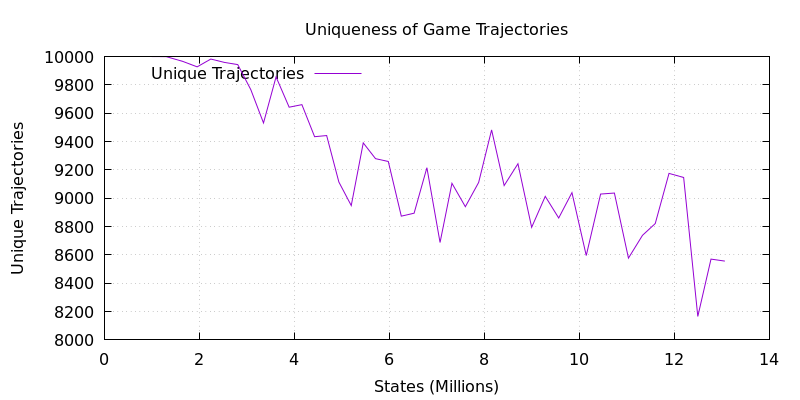 Uniqueness of Game Trajectories
Unique Trajectories
10000
9800
9600
9400
9200
9000
8800
8600
8400
8200
8000
Unique Trajectories
0 2 4 6 8 10 12 14
States (Millions)